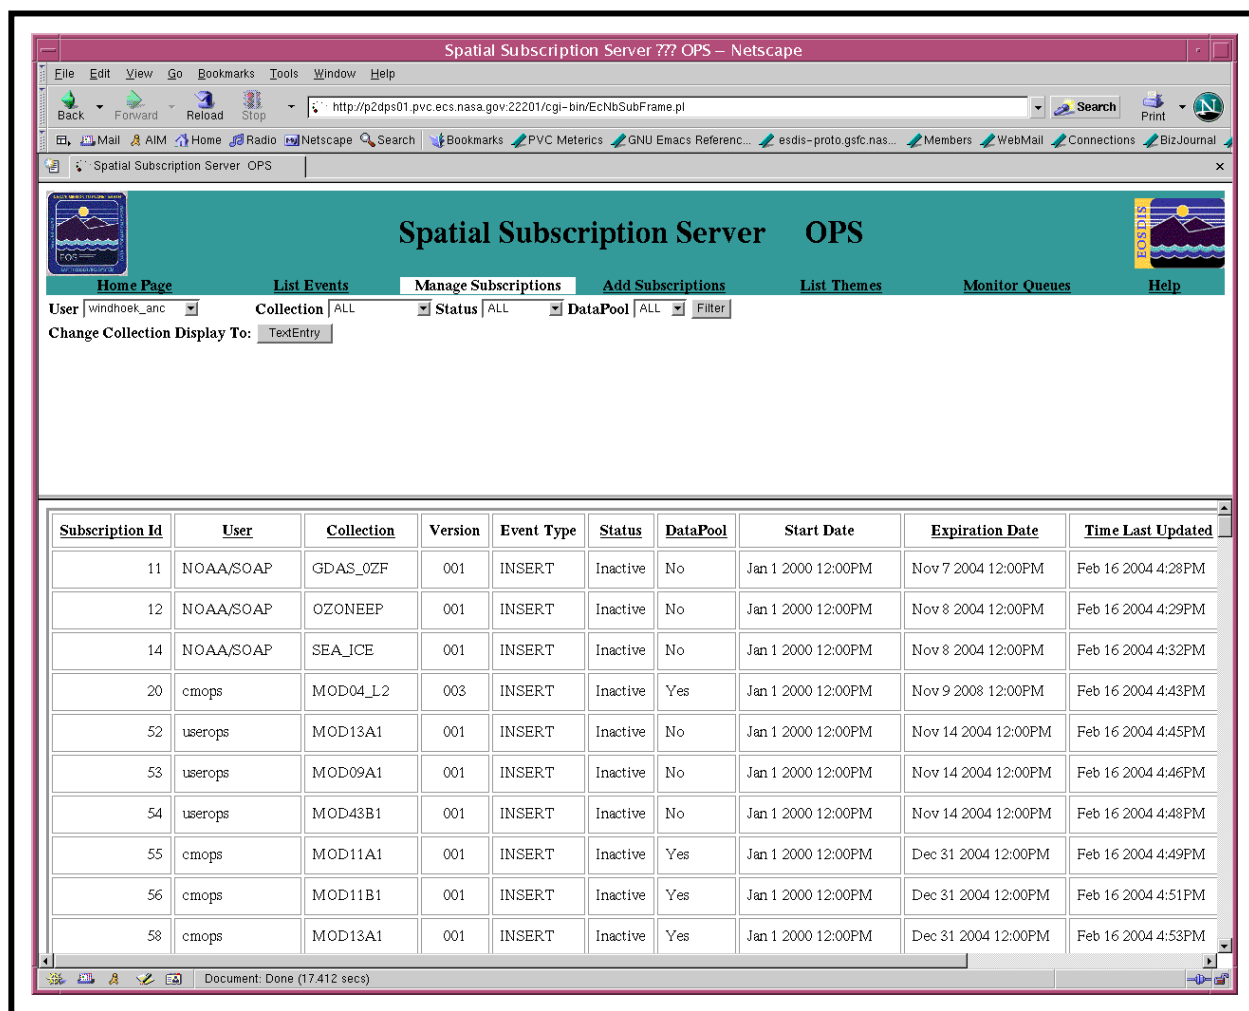 Spatial Subscription Server ??? OPS – Netscape
File Edit View Go Bookmarks Tools Window Help
Back Forward Reload Stop http://p2dps01.pvc.ecs.nasa.gov:22201/cgi-bin/EcNbSubFrame.pl Search Print N
Mail AIM Home Radio Netscape Search Bookmarks PVC Meterics GNU Emacs Referenc... esdis-proto.gsfc.nas... Members WebMail Connections BizJournal
Spatial Subscription Server OPS
EOS
Spatial Subscription Server OPS
EOSDIS
Home Page List Events Manage Subscriptions Add Subscriptions List Themes Monitor Queues Help
User windhoek_anc Collection ALL Status ALL DataPool ALL Filter
Change Collection Display To: TextEntry
Subscription Id User Collection Version Event Type Status DataPool Start Date Expiration Date Time Last Updated
11 NOAA/SOAP GDAS_0ZF 001 INSERT Inactive No Jan 1 2000 12:00PM Nov 7 2004 12:00PM Feb 16 2004 4:28PM
12 NOAA/SOAP OZONEEP 001 INSERT Inactive No Jan 1 2000 12:00PM Nov 8 2004 12:00PM Feb 16 2004 4:29PM
14 NOAA/SOAP SEA_ICE 001 INSERT Inactive No Jan 1 2000 12:00PM Nov 8 2004 12:00PM Feb 16 2004 4:32PM
20 cmops MOD04_L2 003 INSERT Inactive Yes Jan 1 2000 12:00PM Nov 9 2008 12:00PM Feb 16 2004 4:43PM
52 userops MOD13A1 001 INSERT Inactive No Jan 1 2000 12:00PM Nov 14 2004 12:00PM Feb 16 2004 4:45PM
53 userops MOD09A1 001 INSERT Inactive No Jan 1 2000 12:00PM Nov 14 2004 12:00PM Feb 16 2004 4:46PM
54 userops MOD43B1 001 INSERT Inactive No Jan 1 2000 12:00PM Nov 14 2004 12:00PM Feb 16 2004 4:48PM
55 cmops MOD11A1 001 INSERT Inactive Yes Jan 1 2000 12:00PM Dec 31 2004 12:00PM Feb 16 2004 4:49PM
56 cmops MOD11B1 001 INSERT Inactive Yes Jan 1 2000 12:00PM Dec 31 2004 12:00PM Feb 16 2004 4:51PM
58 cmops MOD13A1 001 INSERT Inactive Yes Jan 1 2000 12:00PM Dec 31 2004 12:00PM Feb 16 2004 4:53PM
Document: Done (17.412 secs)